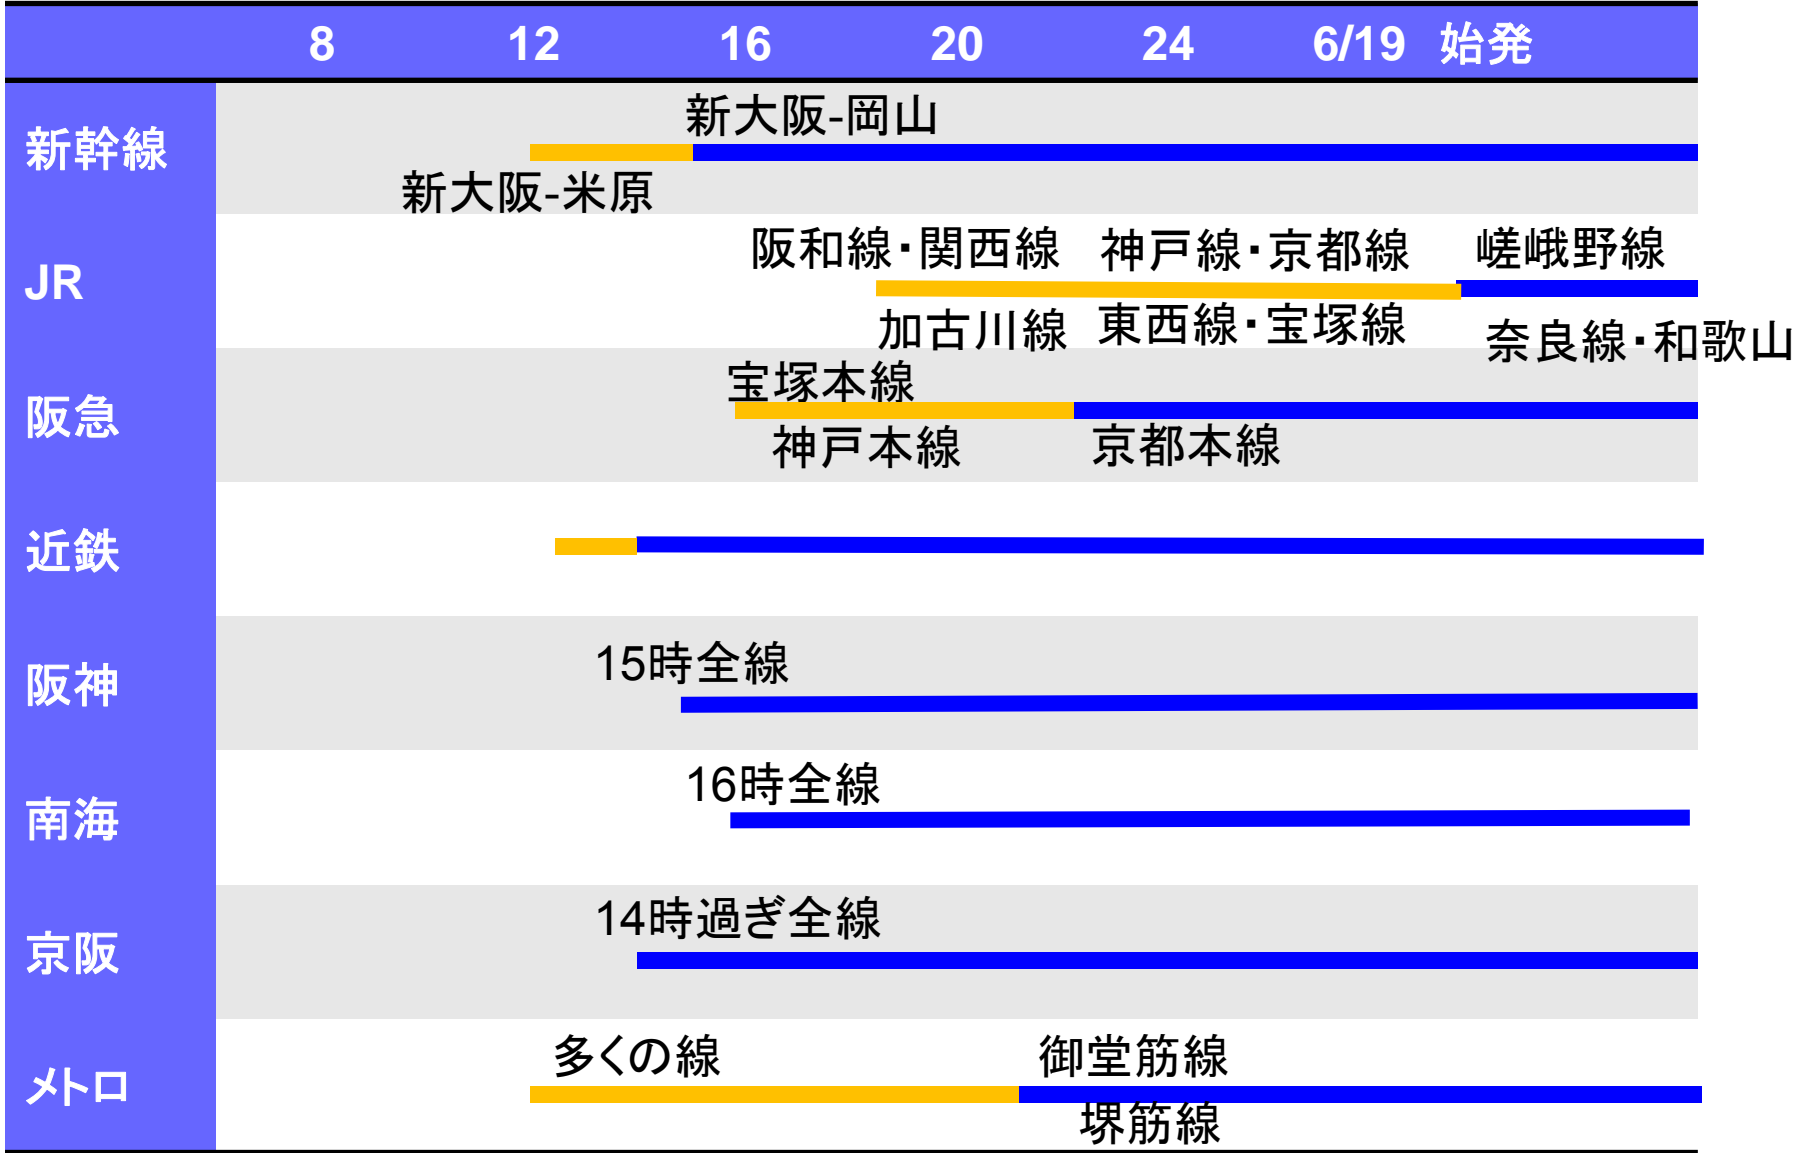 8 12 16 20 24 6/19 始発
新幹線
新大阪-岡山
新大阪-米原
JR
阪和線・関西線 神戸線・京都線 嵯峨野線
加古川線 東西線・宝塚線 奈良線・和歌山
阪急
宝塚本線
神戸本線 京都本線
近鉄
阪神
15時全線
南海
16時全線
京阪
14時過ぎ全線
メトロ
多くの線 御堂筋線
堺筋線